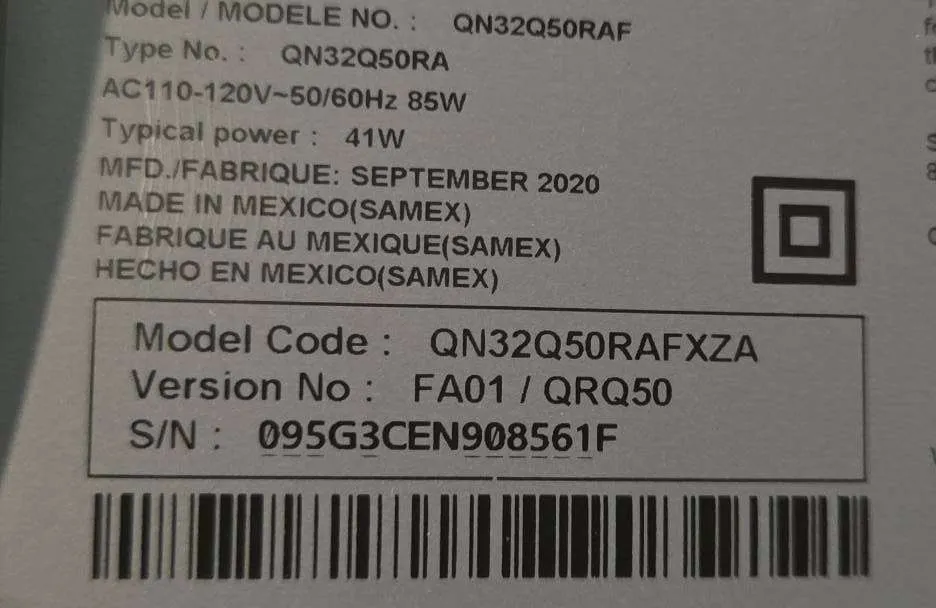 Model / MODELE NO. : QN32Q50RAF
Type No. : QN32Q50RA
AC110-120V~50/60Hz 85W
Typical power : 41W
MFD./FABRIQUE: SEPTEMBER 2020
MADE IN MEXICO(SAMEX)
FABRIQUE AU MEXIQUE(SAMEX)
HECHO EN MEXICO(SAMEX)
Model Code : QN32Q50RAFXZA
Version No : FA01 / QRQ50
S/N : 095G3CEN908561F